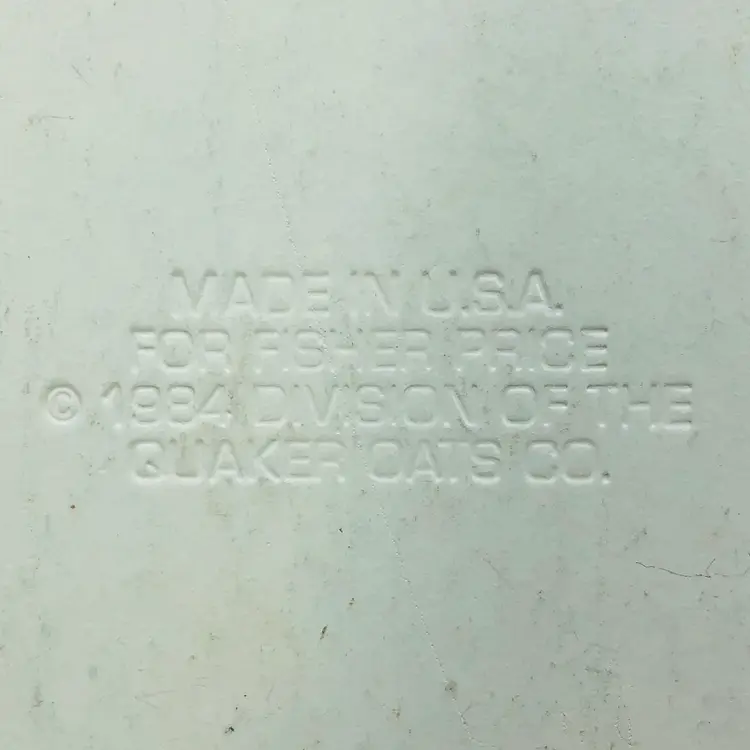 MADE IN U.S.A.
FOR FISHER PRICE
© 1984 DIVISION OF THE
QUAKER OATS CO.